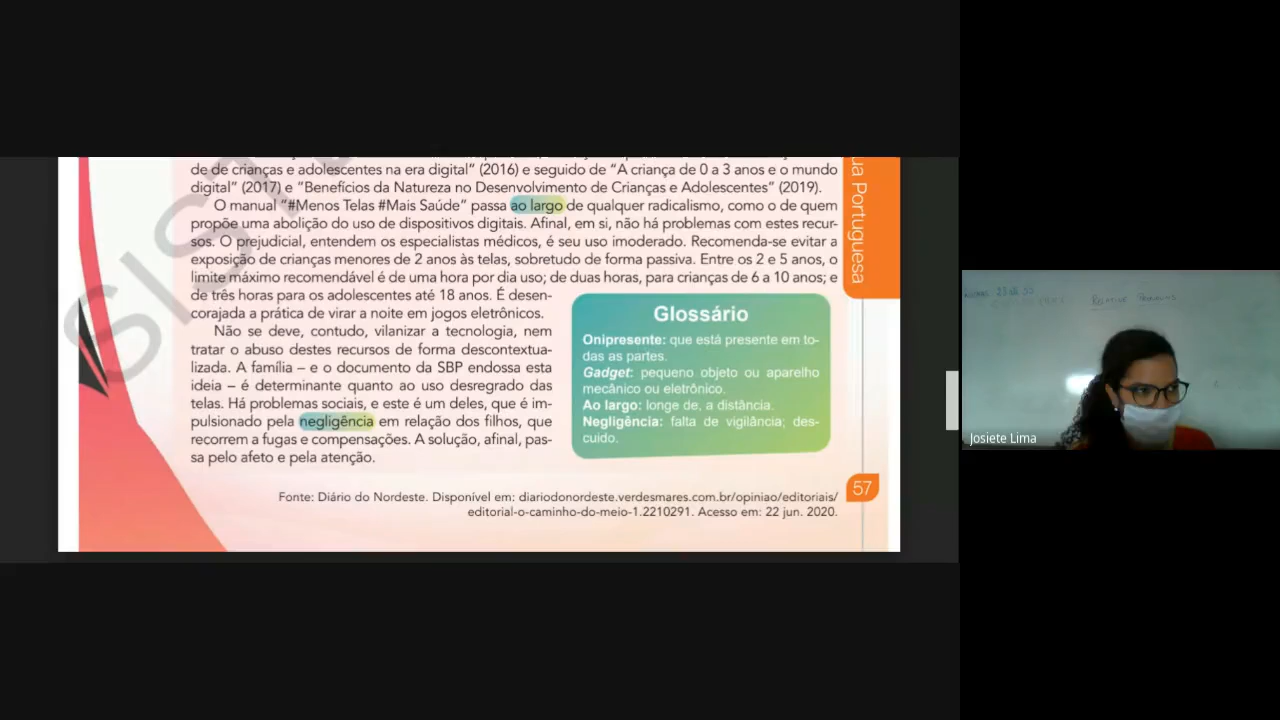 de de crianças e adolescentes na era digital” (2016) e seguido de “A criança de 0 a 3 anos e o mundo
digital” (2017) e “Benefícios da Natureza no Desenvolvimento de Crianças e Adolescentes” (2019).
O manual “#Menos Telas #Mais Saúde” passa ao largo de qualquer radicalismo, como o de quem
propõe uma abolição do uso de dispositivos digitais. Afinal, em si, não há problemas com estes recur-
sos. O prejudicial, entendem os especialistas médicos, é seu uso imoderado. Recomenda-se evitar a
exposição de crianças menores de 2 anos às telas, sobretudo de forma passiva. Entre os 2 e 5 anos, o
limite máximo recomendável é de uma hora por dia uso; de duas horas, para crianças de 6 a 10 anos; e
de três horas para os adolescentes até 18 anos. É desen-
corajada a prática de virar a noite em jogos eletrônicos.
Não se deve, contudo, vilanizar a tecnologia, nem
tratar o abuso destes recursos de forma descontextua-
lizada. A família – e o documento da SBP endossa esta
ideia – é determinante quanto ao uso desregrado das
telas. Há problemas sociais, e este é um deles, que é im-
pulsionado pela negligência em relação dos filhos, que
recorrem a fugas e compensações. A solução, afinal, pas-
sa pelo afeto e pela atenção.
Glossário
Onipresente: que está presente em to-
das as partes.
Gadget: pequeno objeto ou aparelho
mecânico ou eletrônico.
Ao largo: longe de, a distância.
Negligência: falta de vigilância; des-
cuido.
Fonte: Diário do Nordeste. Disponível em: diariodonordeste.verdesmares.com.br/opiniao/editoriais/
editorial-o-caminho-do-meio-1.2210291. Acesso em: 22 jun. 2020.
57
ua Portuguesa
SIST
Relative
Josiete Lima